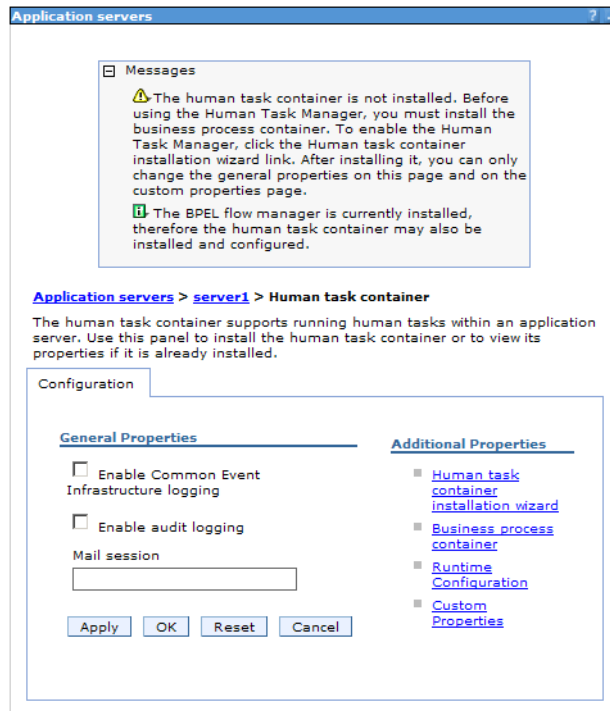 Application servers ?
Messages
The human task container is not installed. Before
using the Human Task Manager, you must install the
business process container. To enable the Human
Task Manager, click the Human task container
installation wizard link. After installing it, you can only
change the general properties on this page and on the
custom properties page.
The BPEL flow manager is currently installed,
therefore the human task container may also be
installed and configured.
Application servers > server1 > Human task container
The human task container supports running human tasks within an application
server. Use this panel to install the human task container or to view its
properties if it is already installed.
Configuration
General Properties
Enable Common Event
Infrastructure logging
Enable audit logging
Mail session
Apply OK Reset Cancel
Additional Properties
Human task
container
installation wizard
Business process
container
Runtime
Configuration
Custom
Properties